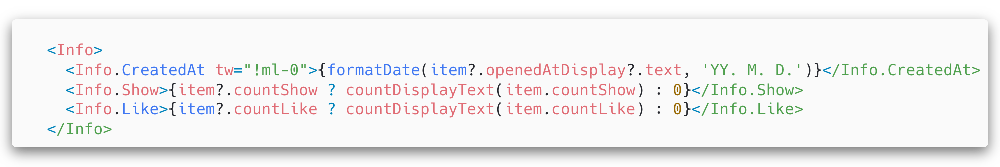 <Info>
  <Info.CreatedAt tw="!ml-0">{formatDate(item?.openedAtDisplay?.text, 'YY. M. D.')}</Info.CreatedAt>
  <Info.Show>{item?.countShow ? countDisplayText(item.countShow) : 0}</Info.Show>
  <Info.Like>{item?.countLike ? countDisplayText(item.countLike) : 0}</Info.Like>
</Info>